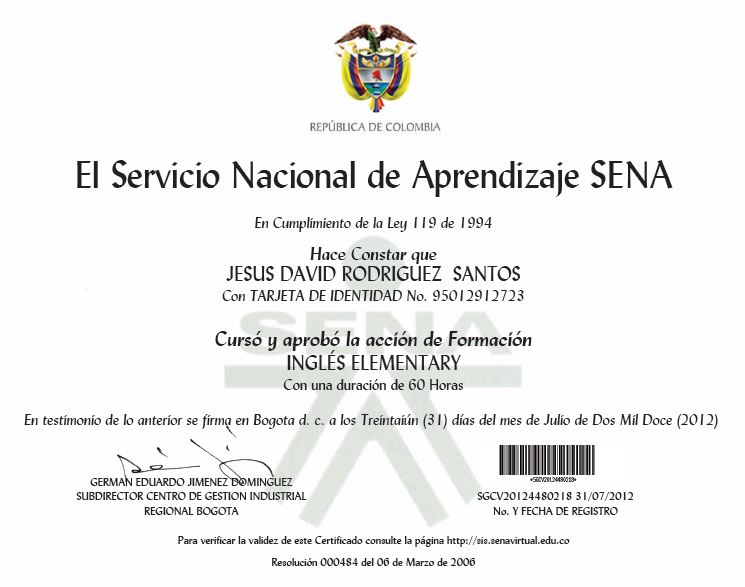 REPÚBLICA DE COLOMBIA
El Servicio Nacional de Aprendizaje SENA
En Cumplimiento de la Ley 119 de 1994
Hace Constar que
JESUS DAVID RODRIGUEZ SANTOS
Con TARJETA DE IDENTIDAD No. 95012912723
SENA
Cursó y aprobó la acción de Formación
INGLÉS ELEMENTARY
Con una duración de 60 Horas
En testimonio de lo anterior se firma en Bogota d. c. a los Treintaiún (31) días del mes de Julio de Dos Mil Doce (2012)
*SGCV20124480218*
GERMAN EDUARDO JIMENEZ DOMINGUEZ
SUBDIRECTOR CENTRO DE GESTION INDUSTRIAL
REGIONAL BOGOTA
SGCV20124480218 31/07/2012
No. Y FECHA DE REGISTRO
Para verificar la validez de este Certificado consulte la página http://sis.senavirtual.edu.co
Resolución 000484 del 06 de Marzo de 2006